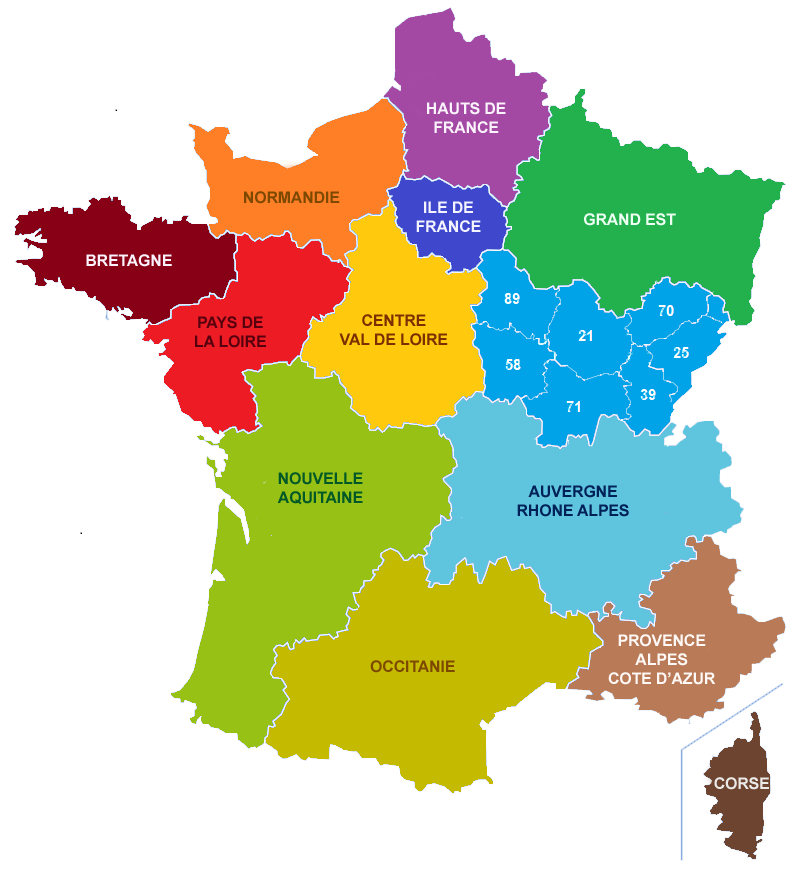 HAUTS DE
FRANCE
NORMANDIE
ILE DE
FRANCE
GRAND EST
BRETAGNE
89
70
PAYS DE
LA LOIRE
CENTRE
VAL DE LOIRE
21
25
58
39
71
NOUVELLE
AQUITAINE
AUVERGNE
RHONE ALPES
OCCITANIE
PROVENCE
ALPES
COTE D'AZUR
CORSE